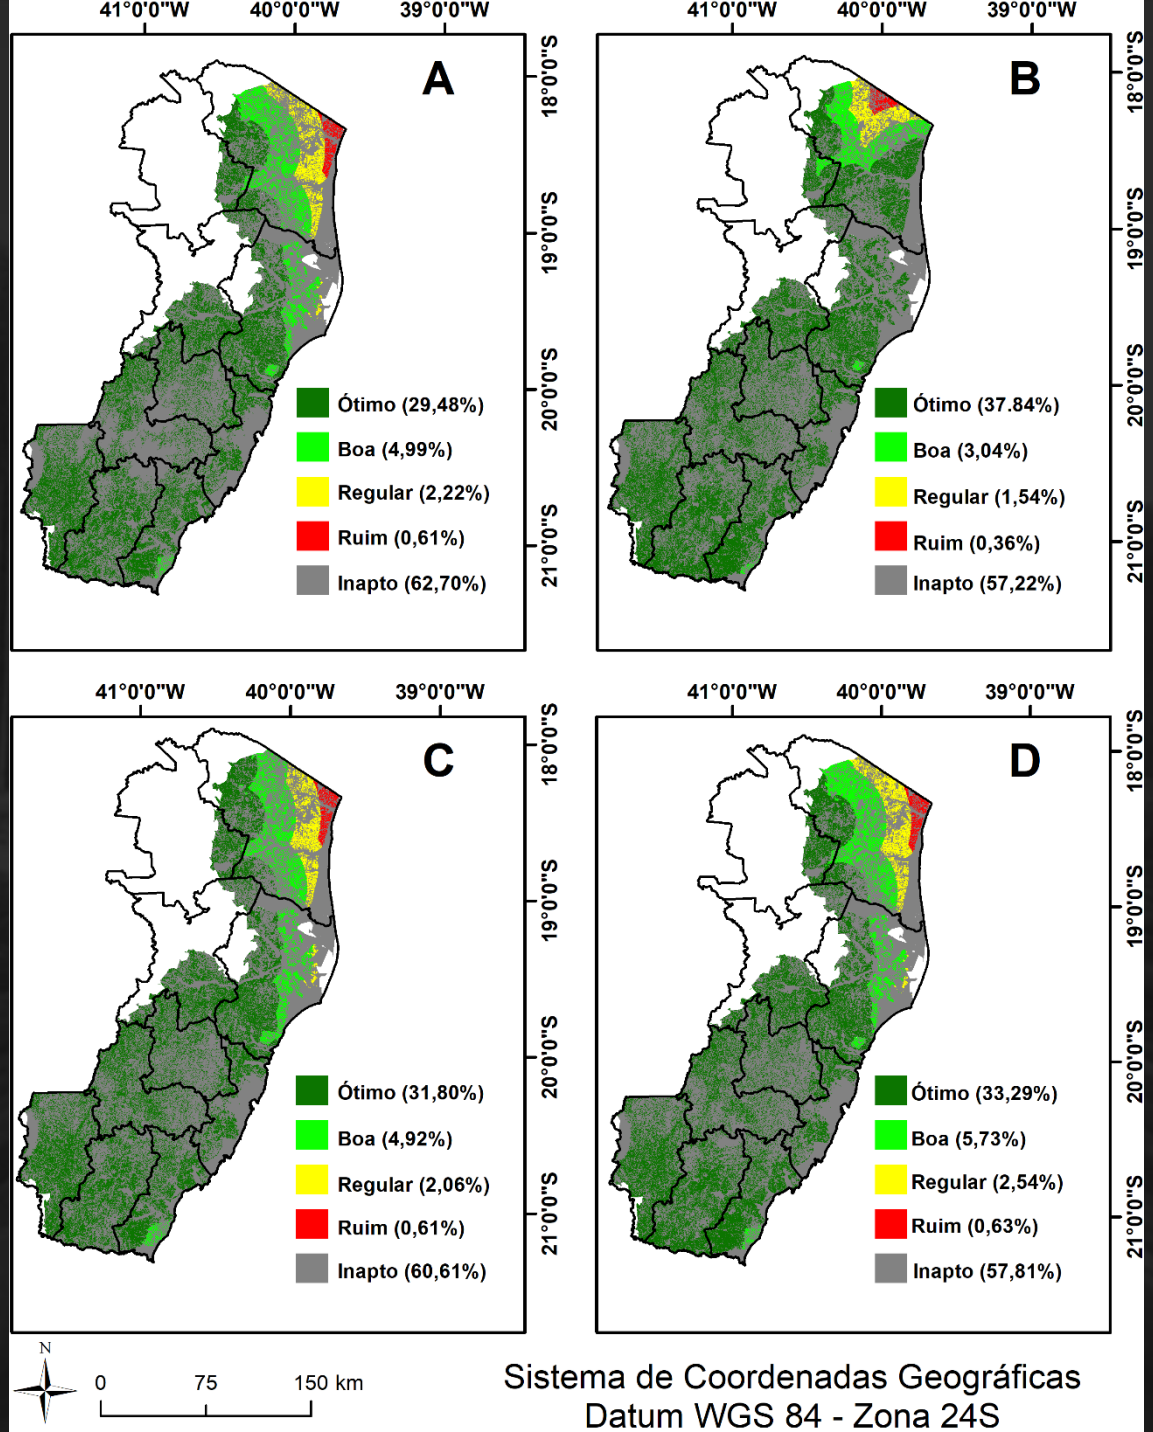 41°0'0"W 40°0'0"W 39°0'0"W 41°0'0"W 40°0'0"W 39°0'0"W
A
18°0'0"S
19°0'0"S
20°0'0"S
21°0'0"S
Ótimo (29,48%)
Boa (4,99%)
Regular (2,22%)
Ruim (0,61%)
Inapto (62,70%)
B
18°0'0"S
19°0'0"S
20°0'0"S
21°0'0"S
Ótimo (37.84%)
Boa (3,04%)
Regular (1,54%)
Ruim (0,36%)
Inapto (57,22%)
41°0'0"W 40°0'0"W 39°0'0"W 41°0'0"W 40°0'0"W 39°0'0"W
C
18°0'0"S
19°0'0"S
20°0'0"S
21°0'0"S
Ótimo (31,80%)
Boa (4,92%)
Regular (2,06%)
Ruim (0,61%)
Inapto (60,61%)
D
18°0'0"S
19°0'0"S
20°0'0"S
21°0'0"S
Ótimo (33,29%)
Boa (5,73%)
Regular (2,54%)
Ruim (0,63%)
Inapto (57,81%)
N
0 75 150 km
Sistema de Coordenadas Geográficas
Datum WGS 84 - Zona 24S